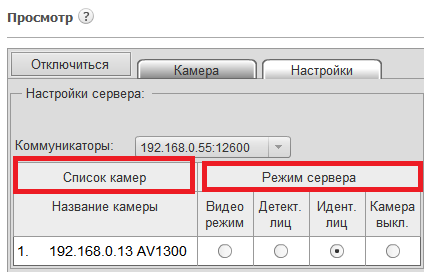 Просмотр ?
Отключиться Камера Настройки
Настройки сервера:
Коммуникаторы: 192.168.0.55:12600
Список камер Режим сервера
Название камеры Видео режим Детект. лиц Идент. лиц Камера выкл.
1. 192.168.0.13 AV1300